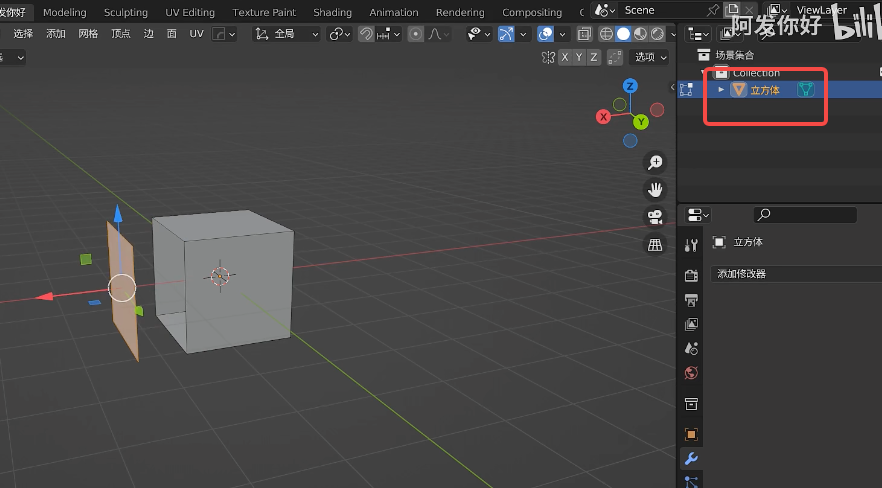 发你好 Modeling Sculpting UV Editing Texture Paint Shading Animation Rendering Compositing Scene ViewLayer
阿发你好 bili
选择 添加 网格 顶点 边 面 UV 全局
X Y Z 选项
场景集合
Collection
立方体
Z
X
Y
立方体
添加修改器